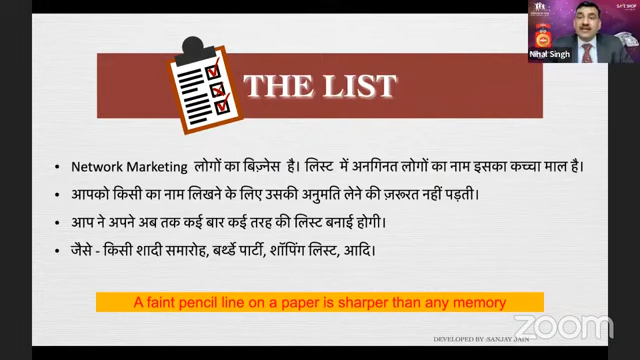 SAFE SHOP
Nihal Singh
THE LIST
• Network Marketing लोगों का बिज़्नेस है। लिस्ट में अनगिनत लोगों का नाम इसका कच्चा माल है।
• आपको किसी का नाम लिखने के लिए उसकी अनुमति लेने की ज़रूरत नहीं पड़ती।
• आप ने अपने अब तक कई बार कई तरह की लिस्ट बनाई होगी।
• जैसे - किसी शादी समारोह, बर्थ्डे पार्टी, शॉपिंग लिस्ट, आदि।
A faint pencil line on a paper is sharper than any memory
DEVELOPED BY :SANJAY JAIN
zoom